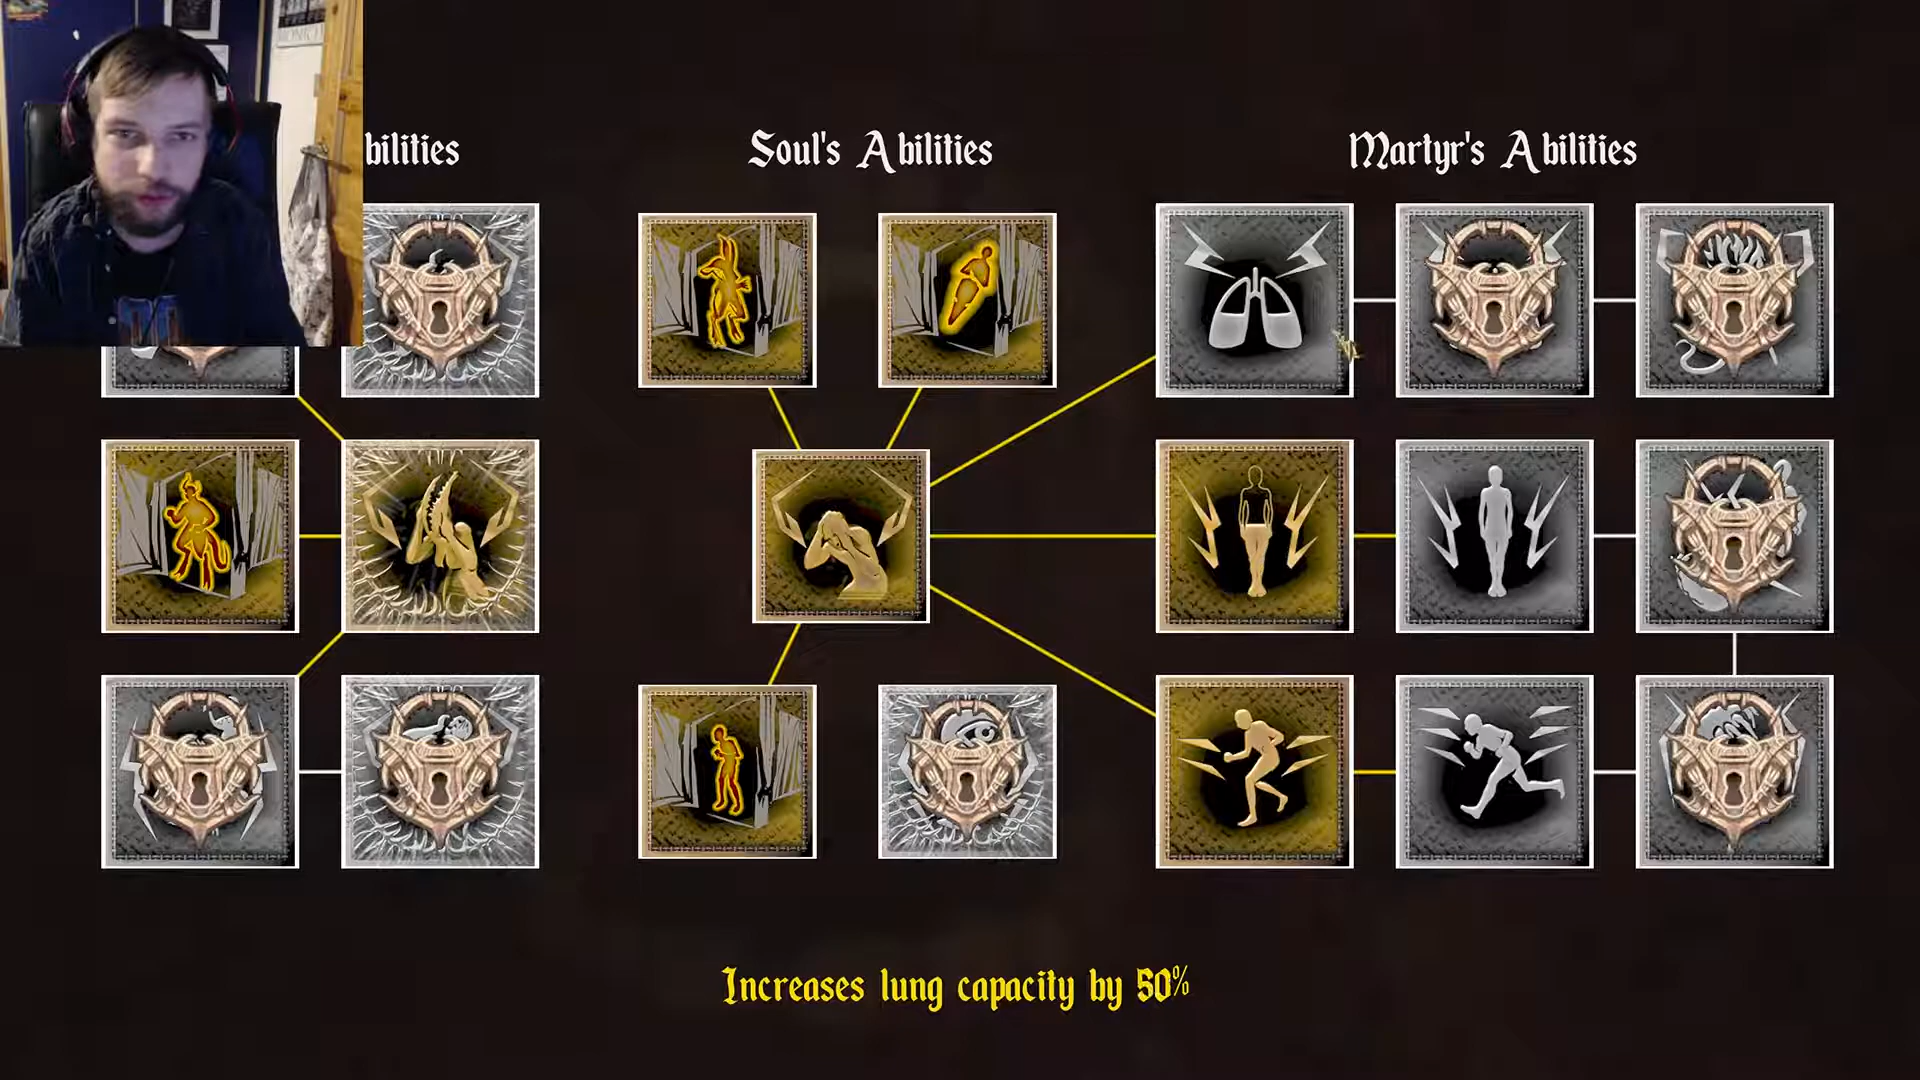 bilities
Soul's Abilities
Martyr's Abilities
Increases lung capacity by 50%